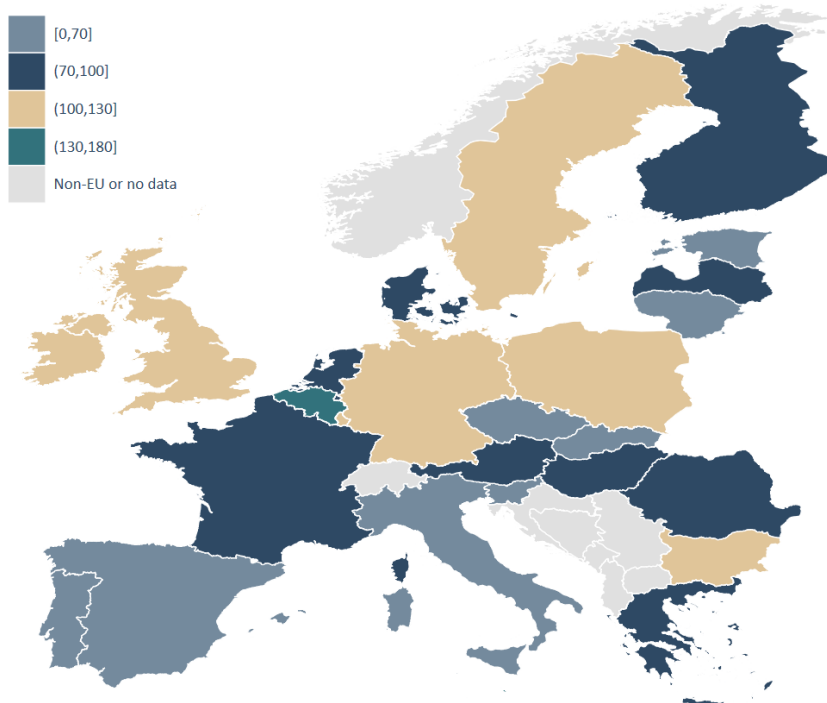 [0,70]
(70,100]
(100,130]
(130,180]
Non-EU or no data